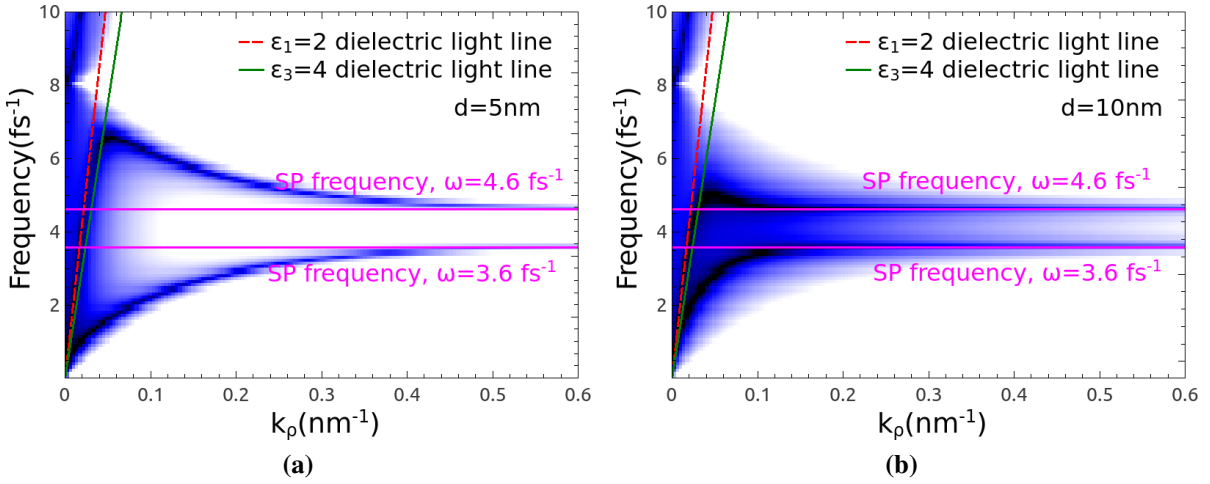 10
8
6
4
2
0
0.1
0.2
0.3
0.4
0.5
0.6
Frequency(fs⁻¹)
kρ(nm⁻¹)
ε₁=2 dielectric light line
ε₃=4 dielectric light line
d=5nm
SP frequency, ω=4.6 fs⁻¹
SP frequency, ω=3.6 fs⁻¹
(a)
10
8
6
4
2
0
0.1
0.2
0.3
0.4
0.5
0.6
Frequency(fs⁻¹)
kρ(nm⁻¹)
ε₁=2 dielectric light line
ε₃=4 dielectric light line
d=10nm
SP frequency, ω=4.6 fs⁻¹
SP frequency, ω=3.6 fs⁻¹
(b)